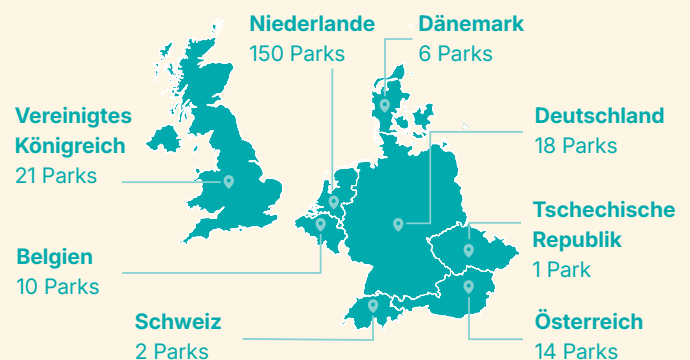 Niederlande
150 Parks
Dänemark
6 Parks
Vereinigtes
Königreich
21 Parks
Deutschland
18 Parks
Tschechische
Republik
1 Park
Belgien
10 Parks
Schweiz
2 Parks
Österreich
14 Parks